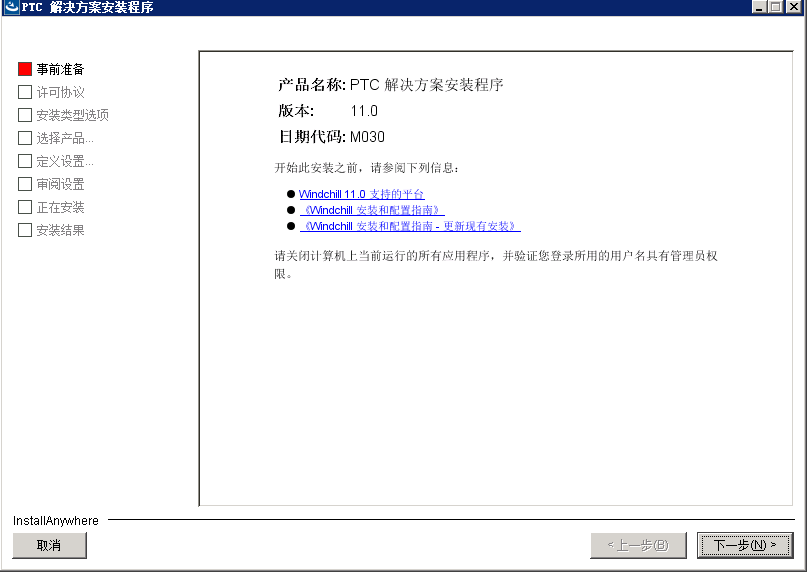 PTC 解决方案安装程序
事前准备
许可协议
安装类型选项
选择产品...
定义设置...
审阅设置
正在安装
安装结果
产品名称: PTC 解决方案安装程序
版本: 11.0
日期代码: M030
开始此安装之前，请参阅下列信息：
Windchill 11.0 支持的平台
《Windchill 安装和配置指南》
《Windchill 安装和配置指南 - 更新现有安装》
请关闭计算机上当前运行的所有应用程序，并验证您登录所用的用户名具有管理员权
限。
InstallAnywhere
取消
< 上一步(B)
下一步(N) >